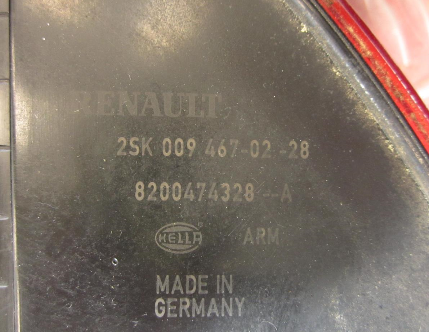 RENAULT
2SK 009 467-02 -28
8200474328--A
HELLA® ARM
MADE IN
GERMANY